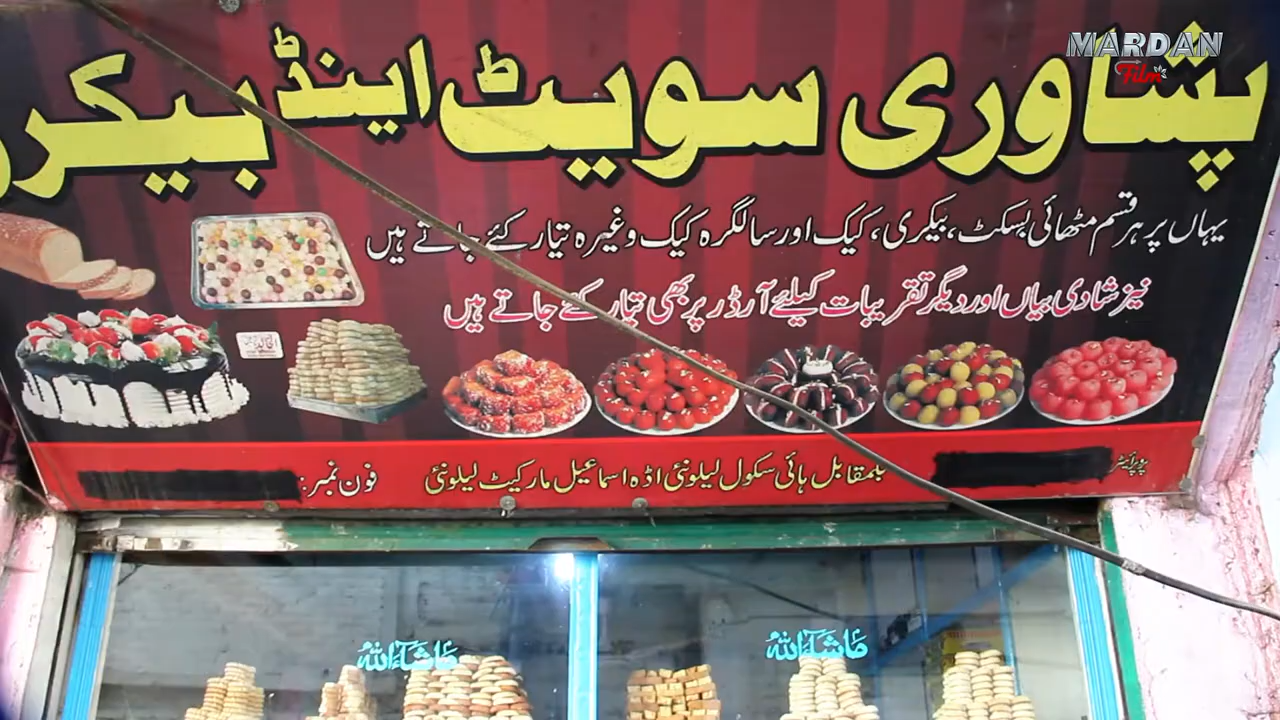 MARDAN
Film
پشاوری سویٹ اینڈ بیکر
یہاں پر ہر قسم مٹھائی بسکٹ، بیکری، کیک اور سالگرہ کیک وغیرہ تیار کئے جاتے ہیں
نیز شادی بیاں اور دیگر تقریبات کیلئے آرڈر پر بھی تیار کئے جاتے ہیں
پروپرائیٹر
بلمقابل ہائی سکول لیلونئی اڈہ اسماعیل مارکیٹ لیلونئی
فون نمبر:
ماشاءاللہ
ماشاءاللہ